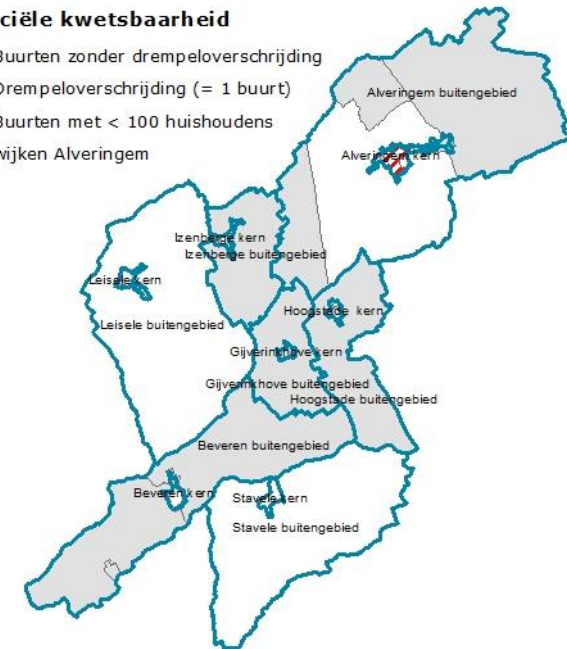 ciële kwetsbaarheid
Buurten zonder drempeloverschrijding
Drempeloverschrijding (= 1 buurt)
Buurten met < 100 huishoudens
wijken Alveringem
Alveringem buitengebied
Alveringem kern
Izenberge kern
Izenberge buitengebied
Leisele kern
Hoogstade kern
Leisele buitengebied
Gijverinkhove kern
Gijverinkhove buitengebied
Hoogstade buitengebied
Beveren buitengebied
Beveren kern
Stavele kern
Stavele buitengebied